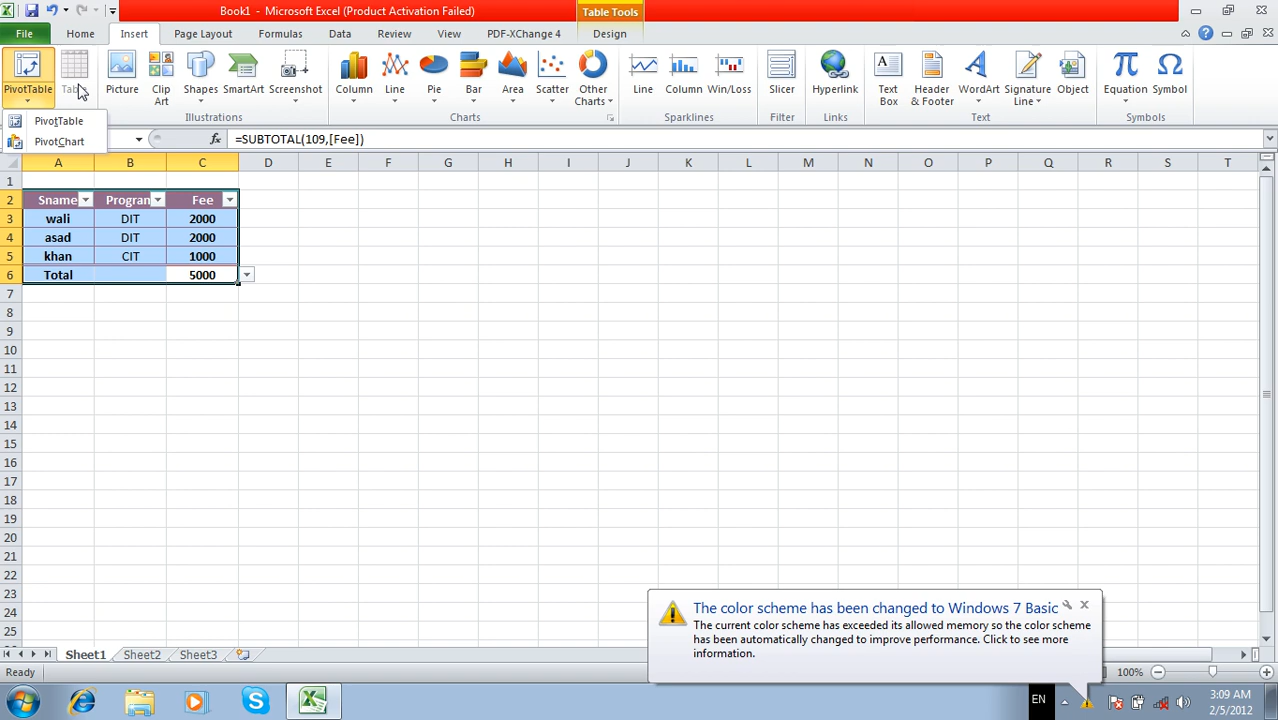 Book1 - Microsoft Excel (Product Activation Failed)
Table Tools
File Home Insert Page Layout Formulas Data Review View PDF-XChange 4 Design
PivotTable Picture Clip Art Shapes SmartArt Screenshot Column Line Pie Bar Area Scatter Other Charts Line Column Win/Loss Slicer Hyperlink Text Box Header & Footer WordArt Signature Line Object Equation Symbol
Illustrations Charts Sparklines Filter Links Text Symbols
PivotTable
PivotChart
fx =SUBTOTAL(109,[Fee])
A B C D E F G H I J K L M N O P Q R S T
1
2 Sname Program Fee
3 wali DIT 2000
4 asad DIT 2000
5 khan CIT 1000
6 Total 5000
7
8
9
10
11
12
13
14
15
16
17
18
19
20
21
22
23
24
25
The color scheme has been changed to Windows 7 Basic
The current color scheme has exceeded its allowed memory so the color scheme
has been automatically changed to improve performance. Click to see more
information.
Sheet1 Sheet2 Sheet3
Ready 100%
EN 3:09 AM
2/5/2012